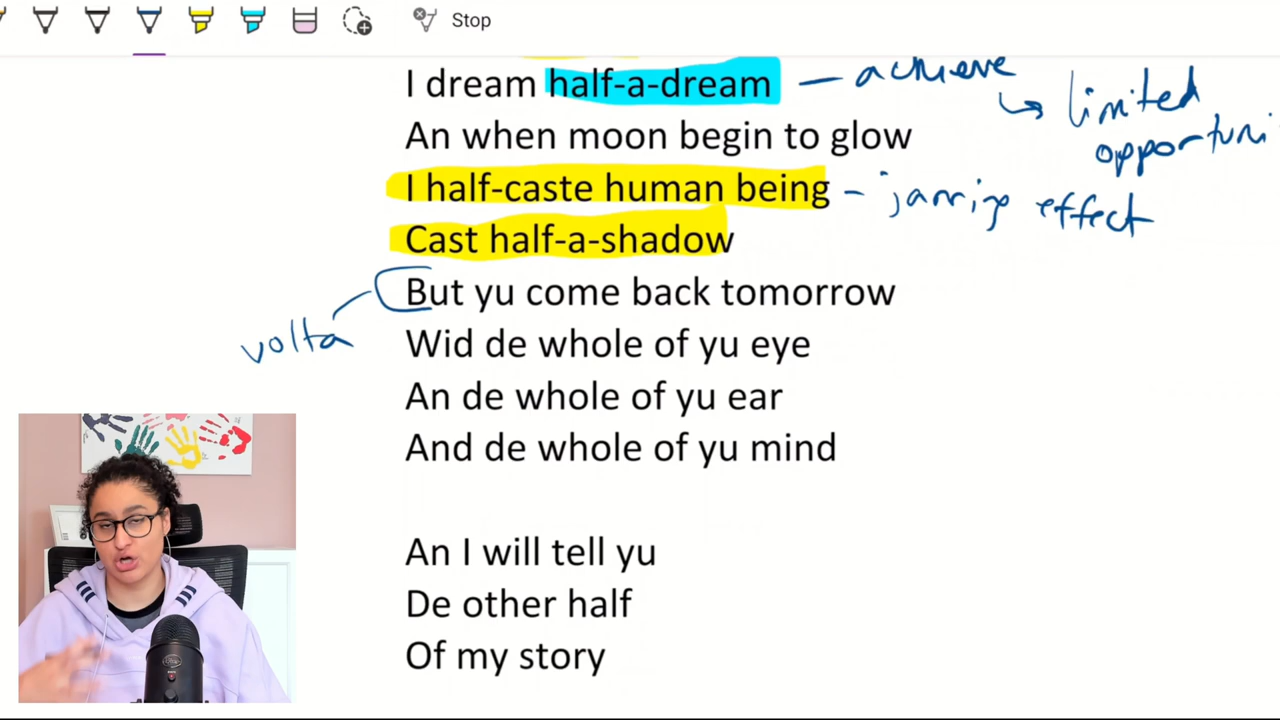 Stop
I dream half-a-dream – achieve
↳ limited
opportuni
An when moon begin to glow
I half-caste human being – jarring effect
Cast half-a-shadow
But yu come back tomorrow
volta
Wid de whole of yu eye
An de whole of yu ear
And de whole of yu mind
An I will tell yu
De other half
Of my story